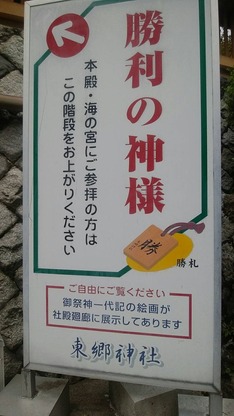 勝利の神様
本殿・海の宮にご参拝の方は
この階段をお上がりください
勝
勝札
ご自由にご覧ください
御祭神一代記の絵画が
社殿廻廊に展示してあります
東郷神社